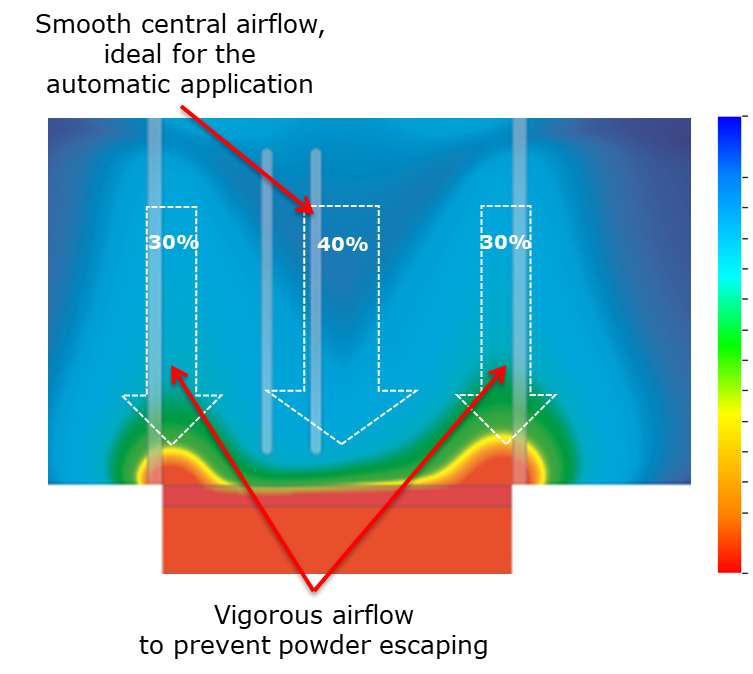 Smooth central airflow,
ideal for the
automatic application
30%
40%
30%
Vigorous airflow
to prevent powder escaping